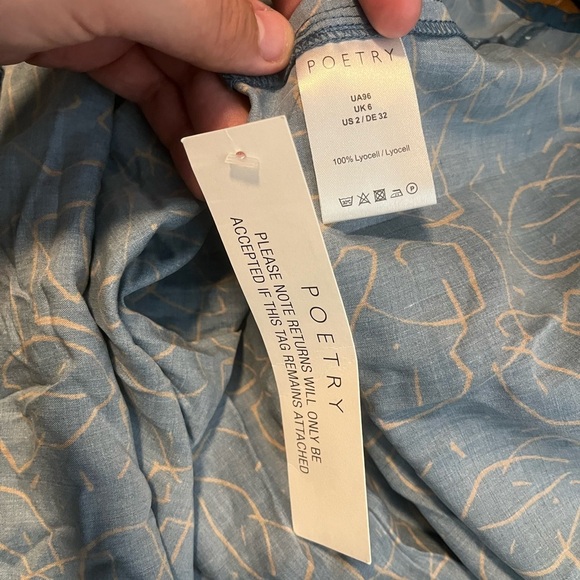 POETRY
UA96
UK 6
US 2 / DE 32
100% Lyocell / Lyocell
P
POETRY
PLEASE NOTE RETURNS WILL ONLY BE
ACCEPTED IF THIS TAG REMAINS ATTACHED